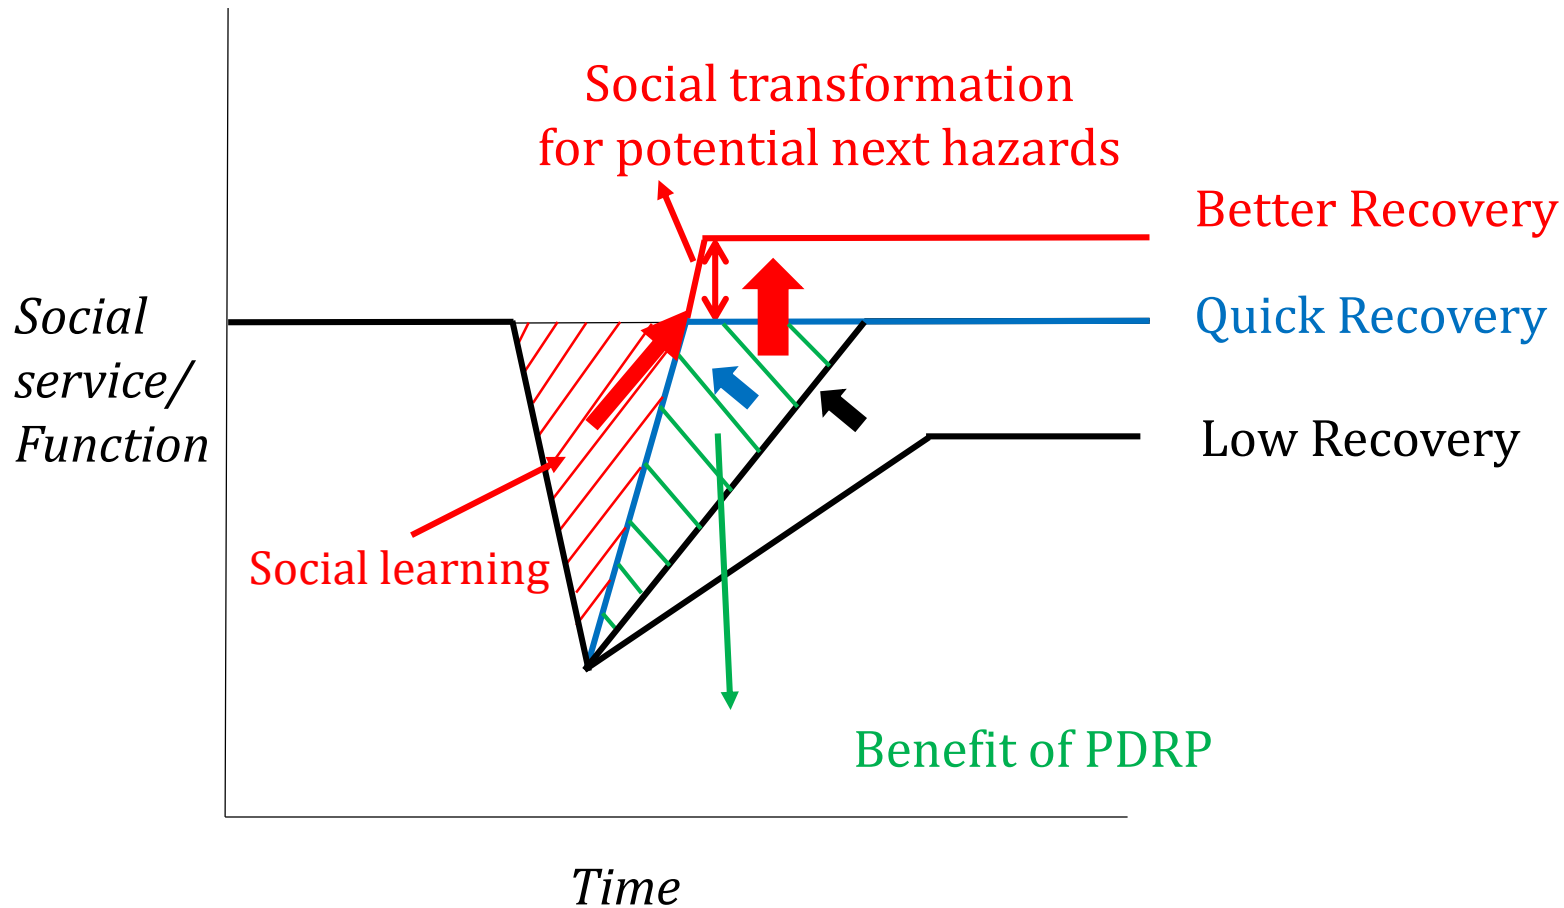 Social transformation
for potential next hazards
Better Recovery
Social
service/
Function
Quick Recovery
Low Recovery
Social learning
Benefit of PDRP
Time